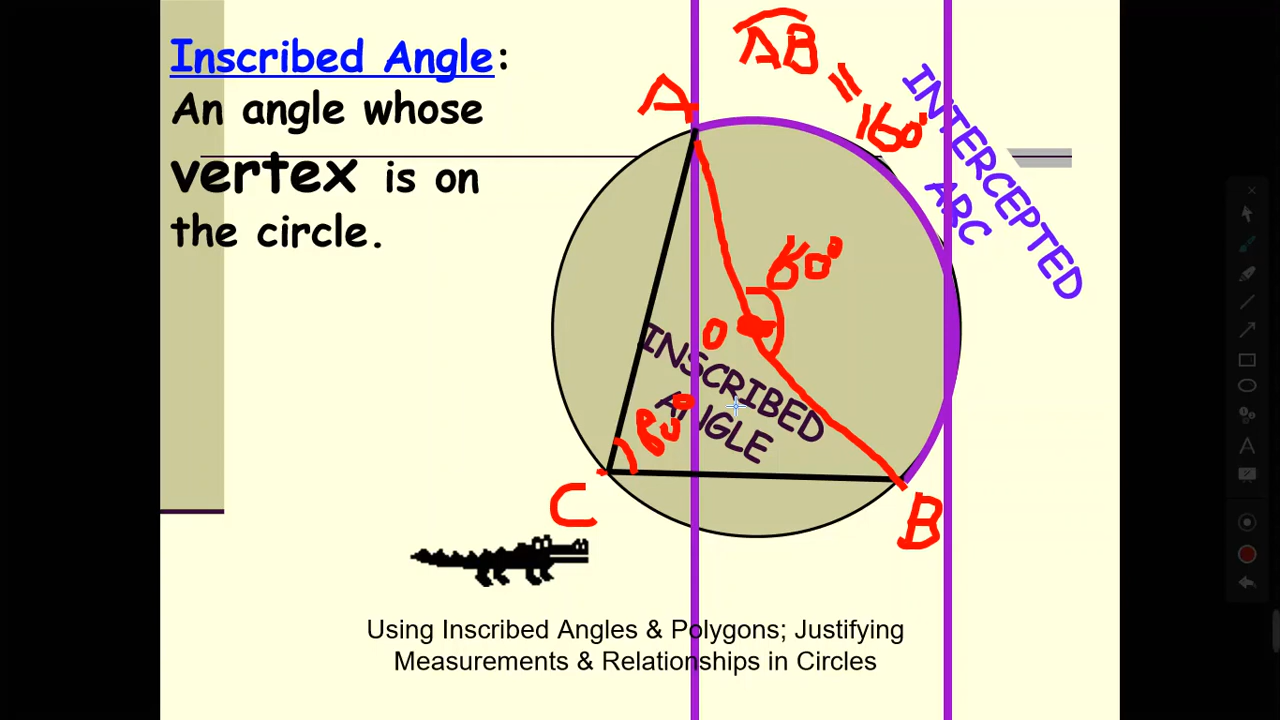 Inscribed Angle:
An angle whose
vertex is on
the circle.
A
AB
= 160°
INTERCEPTED
ARC
O
INSCRIBED
ANGLE
80°
C
B
Using Inscribed Angles & Polygons; Justifying
Measurements & Relationships in Circles